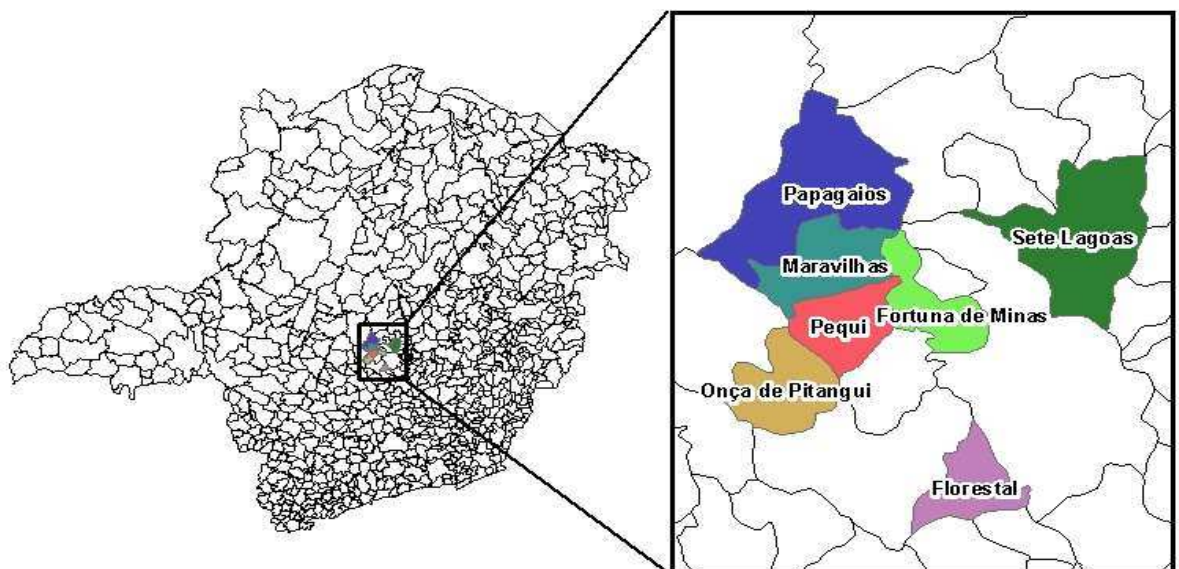 Papagaios
Sete Lagoas
Maravilhas
Fortuna de Minas
Pequi
Onça de Pitangui
Florestal